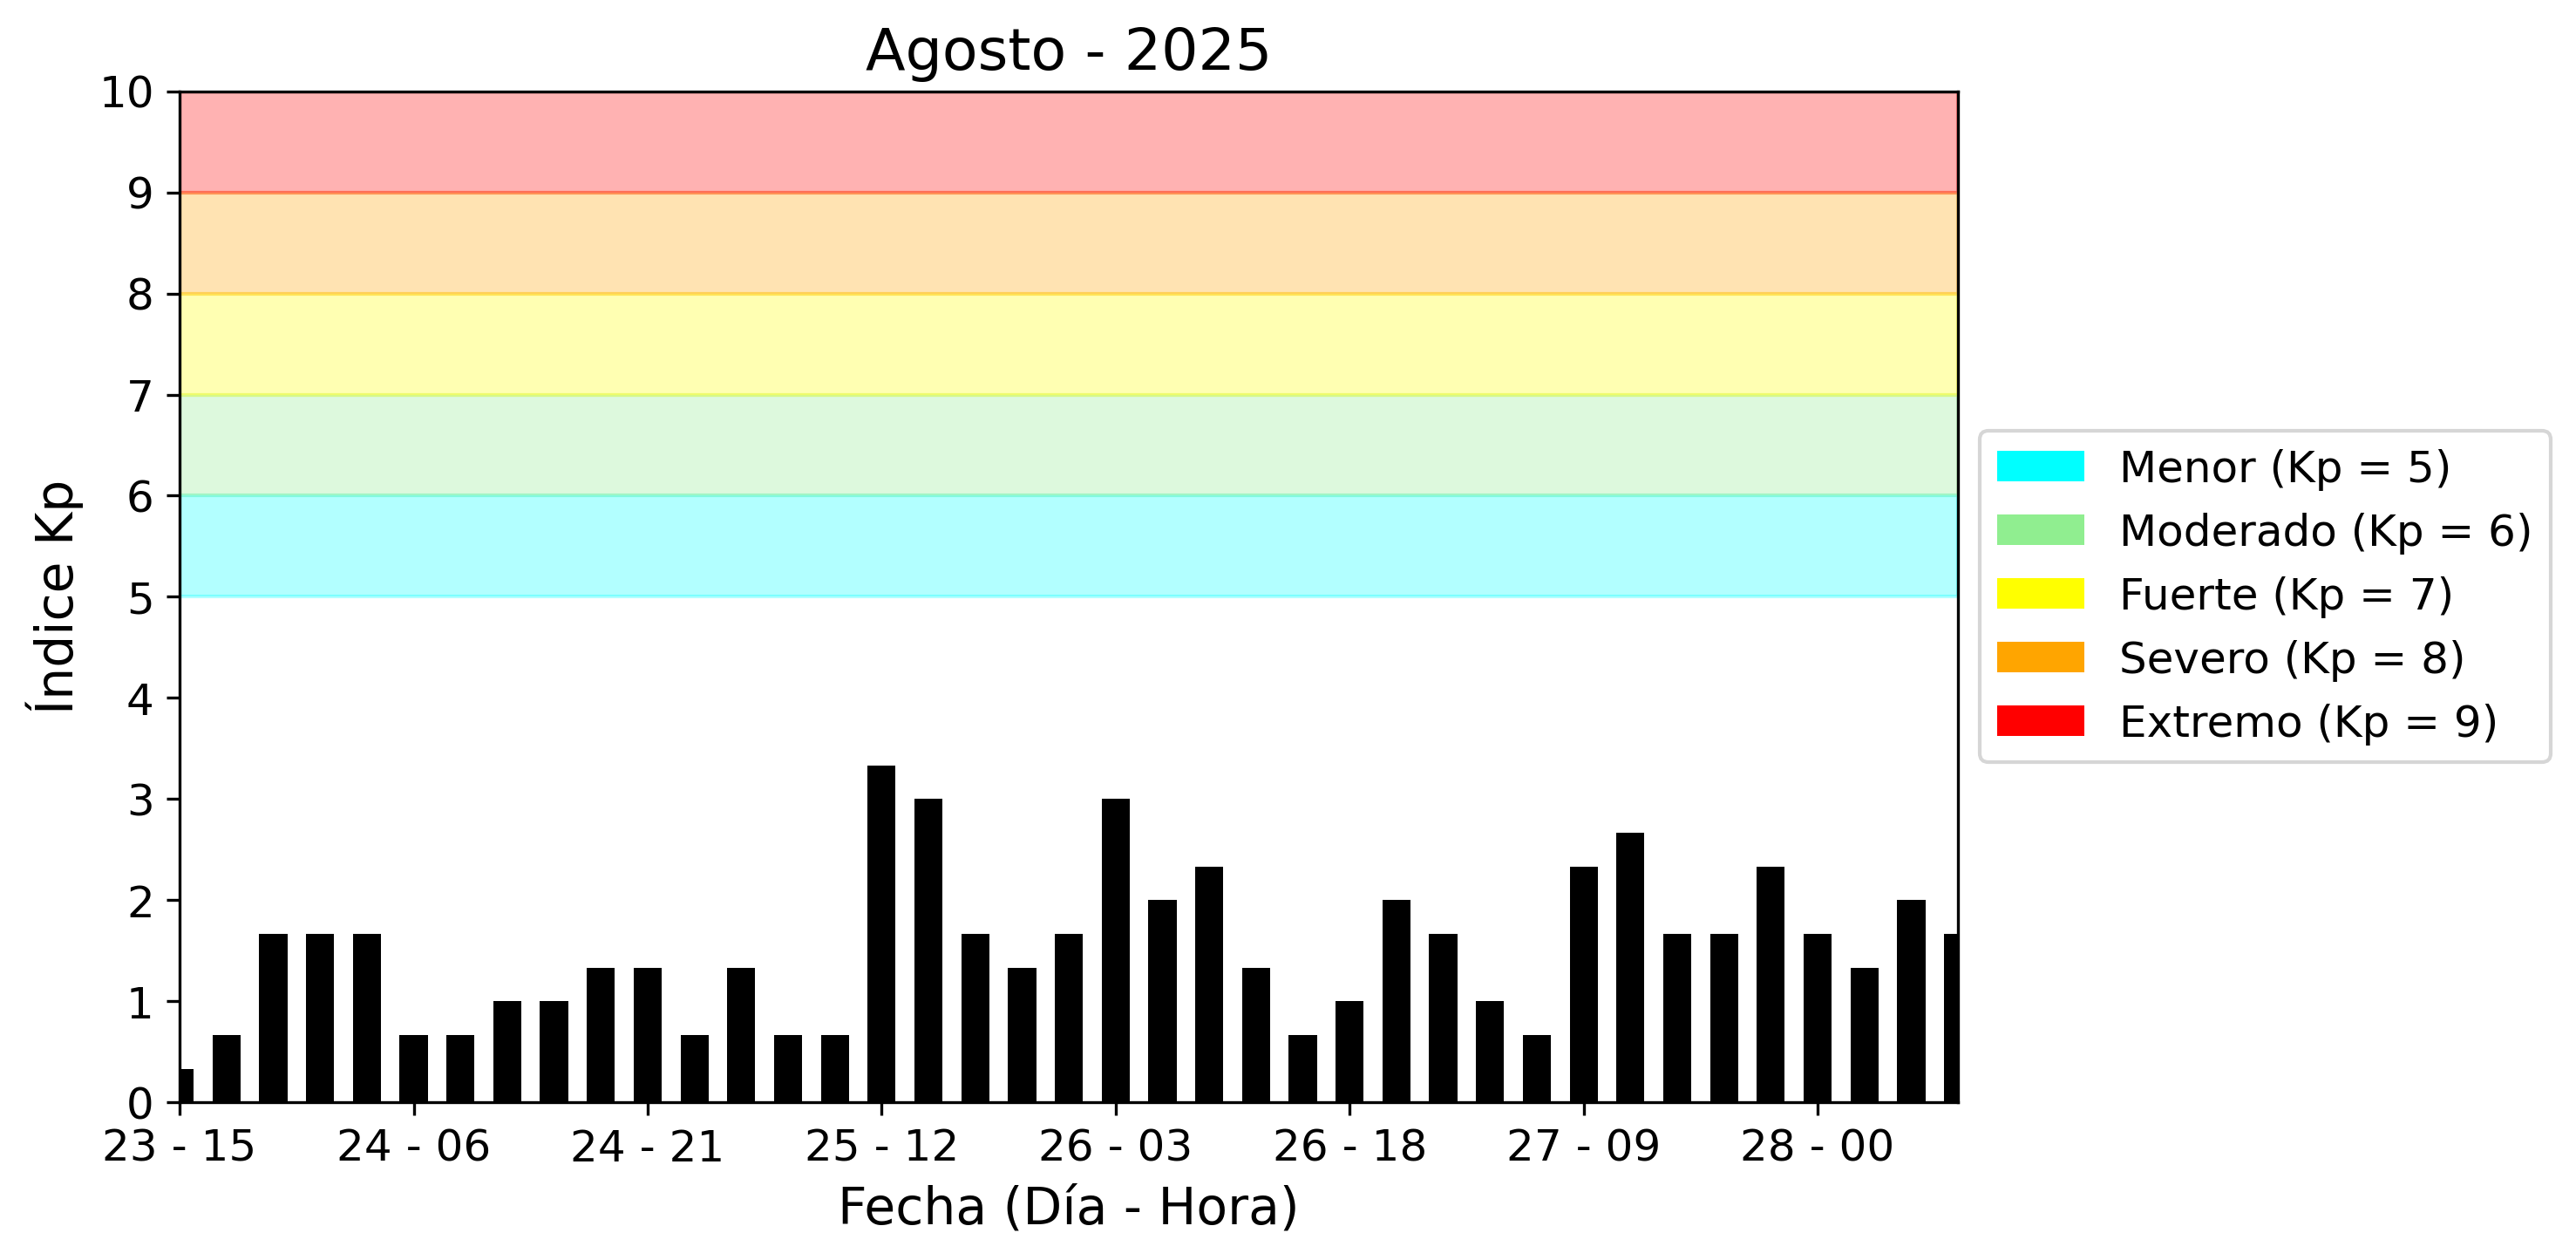 Agosto - 2025
10
9
8
7
6
5
4
3
2
1
0
Índice Kp
23 - 15
24 - 06
24 - 21
25 - 12
26 - 03
26 - 18
27 - 09
28 - 00
Fecha (Día - Hora)
Menor (Kp = 5)
Moderado (Kp = 6)
Fuerte (Kp = 7)
Severo (Kp = 8)
Extremo (Kp = 9)